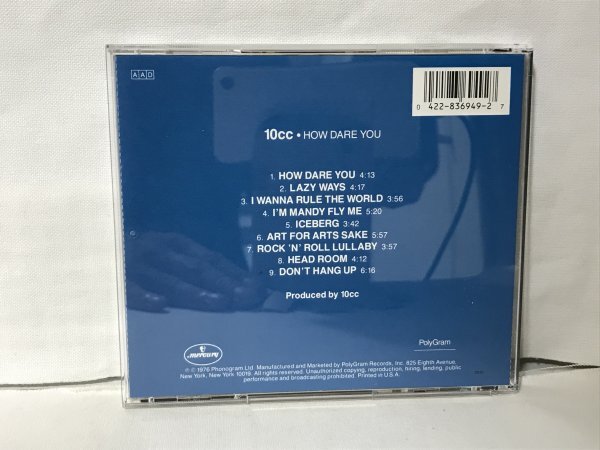 AAD
0 422-836949-2 7
10cc • HOW DARE YOU
1. HOW DARE YOU 4:13
2. LAZY WAYS 4:17
3. I WANNA RULE THE WORLD 3:56
4. I'M MANDY FLY ME 5:20
5. ICEBERG 3:42
6. ART FOR ARTS SAKE 5:57
7. ROCK 'N' ROLL LULLABY 3:57
8. HEAD ROOM 4:12
9. DON'T HANG UP 6:16
Produced by 10cc
mercury
PolyGram
℗ © 1976 Phonogram Ltd. Manufactured and Marketed by PolyGram Records, Inc. 825 Eighth Avenue,
New York, New York 10019. All rights reserved. Unauthorized copying, reproduction, hiring, lending, public
performance and broadcasting prohibited. Printed in U.S.A.